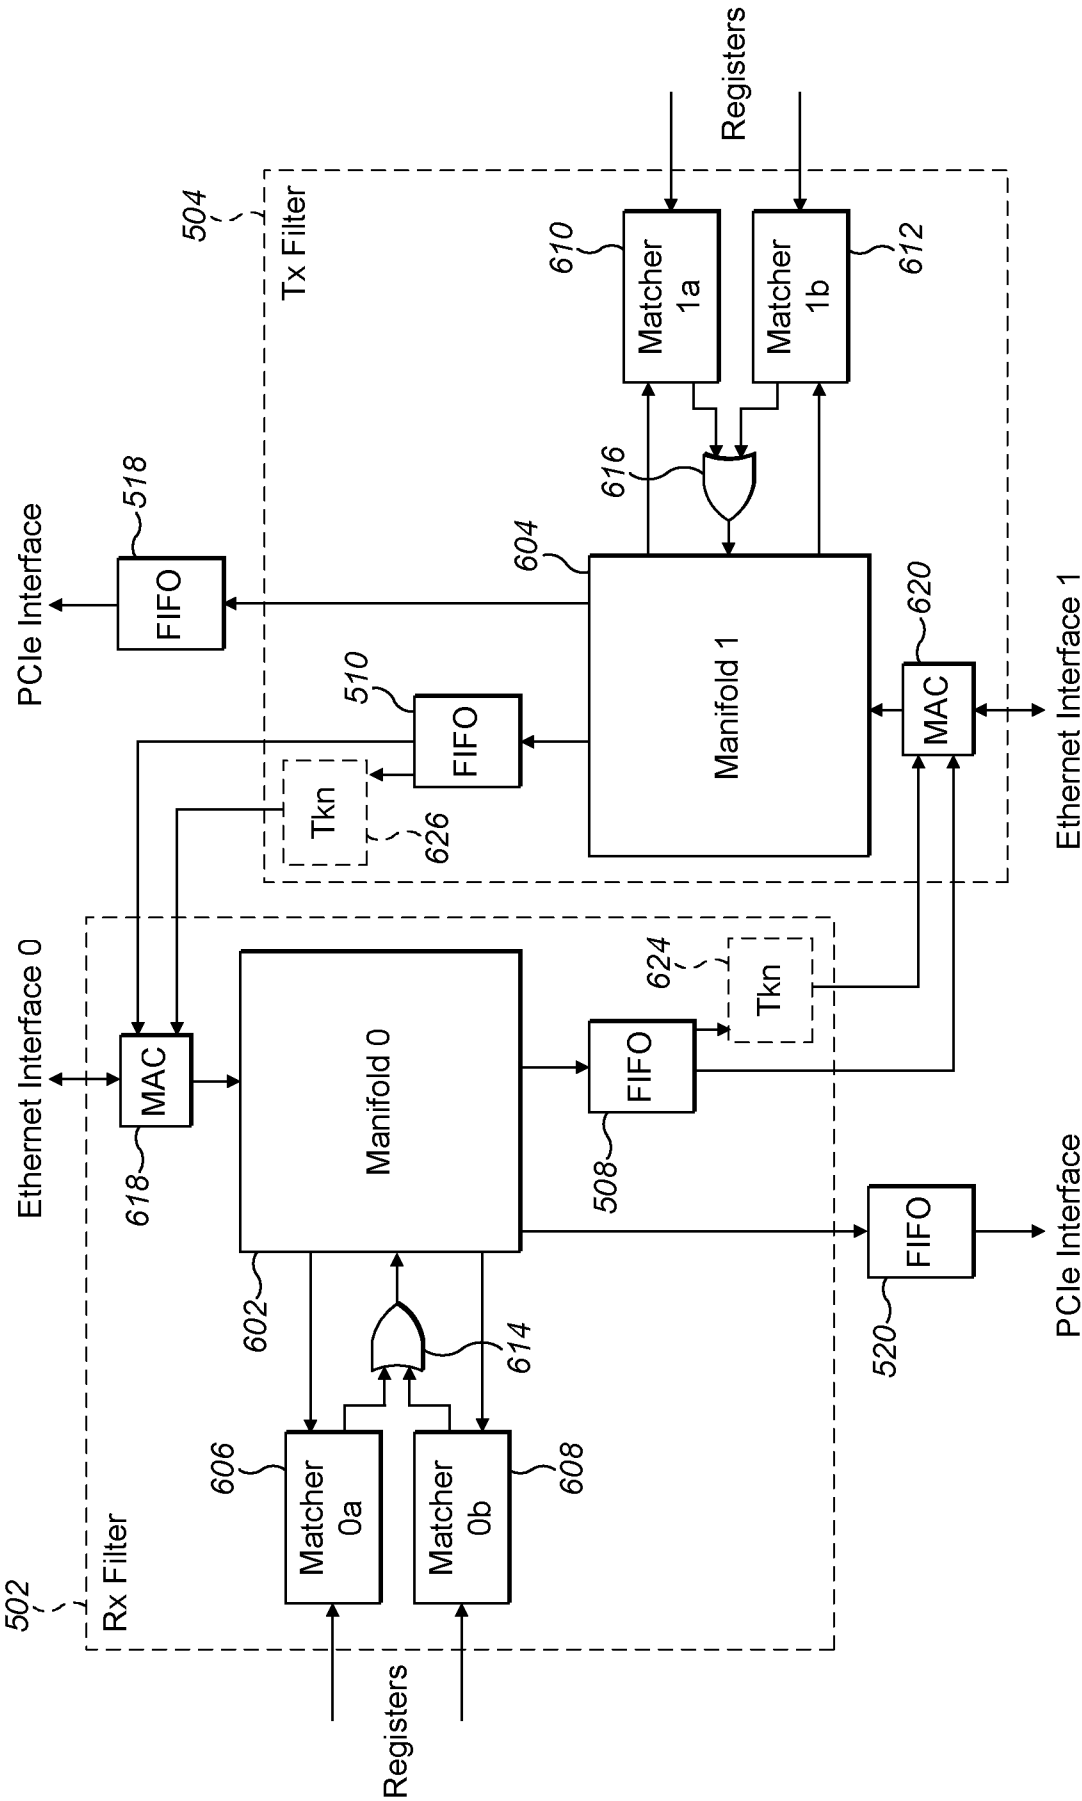 502
Rx Filter
Registers
606
Matcher
0a
Matcher
0b
608
614
602
Manifold 0
Ethernet Interface 0
MAC
618
FIFO
508
Tkn
624
FIFO
520
PCIe Interface
504
Tx Filter
Registers
610
Matcher
1a
Matcher
1b
612
616
604
Manifold 1
PCIe Interface
FIFO
518
FIFO
510
Tkn
626
MAC
620
Ethernet Interface 1